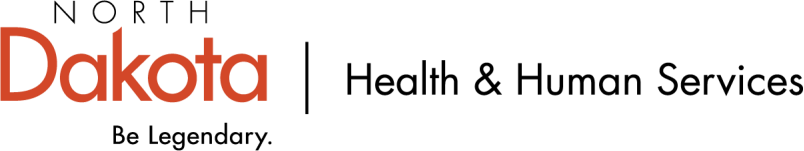 NORTH
Dakota
Be Legendary.
Health & Human Services